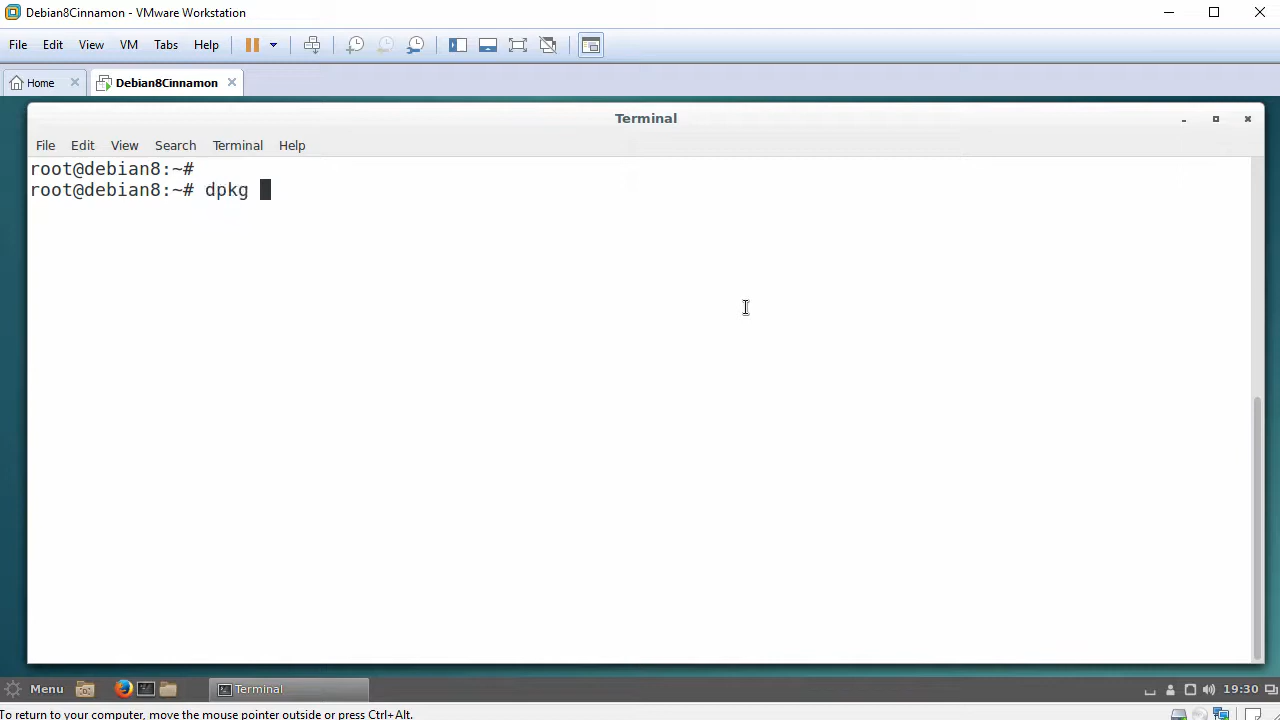 Debian8Cinnamon - VMware Workstation
File Edit View VM Tabs Help
Home Debian8Cinnamon
Terminal
File Edit View Search Terminal Help
root@debian8:~#
root@debian8:~# dpkg
Menu Terminal 19:30
To return to your computer, move the mouse pointer outside or press Ctrl+Alt.